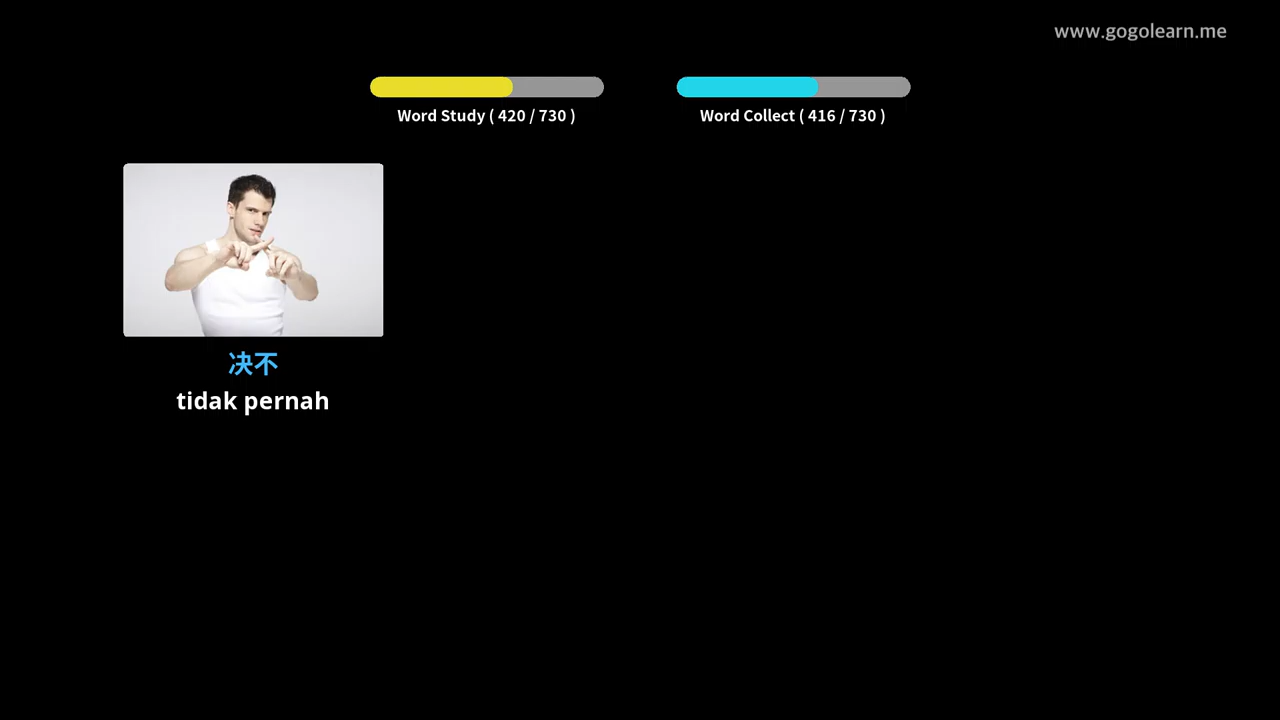 www.gogolearn.me
Word Study ( 420 / 730 )
Word Collect ( 416 / 730 )
决不
tidak pernah